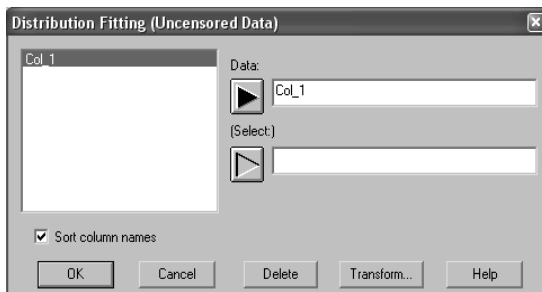 Distribution Fitting (Uncensored Data)
Col_1
Data:
Col_1
(Select:)
Sort column names
OK
Cancel
Delete
Transform...
Help